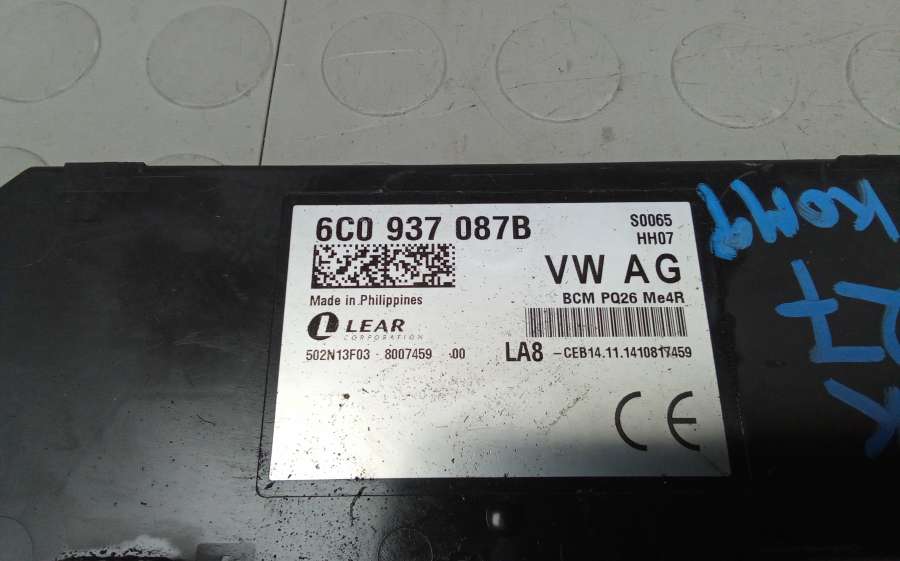 6C0 937 087B
S0065
HH07
VW AG
Made in Philippines
BCM PQ26 Me4R
LEAR
CORPORATION
502N13F03 8007459 00
LA8 -CEB14.11.1410817459
CE